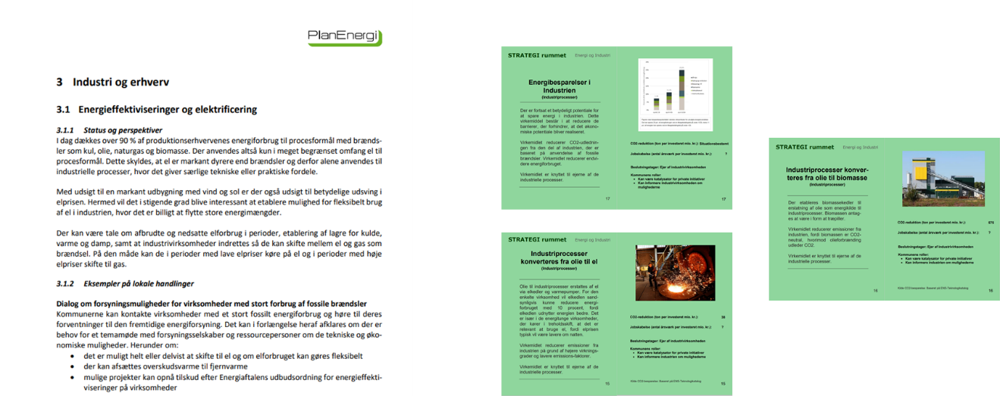 PlanEnergi
3 Industri og erhverv
3.1 Energieffektiviseringer og elektrificering
3.1.1 Status og perspektiver
I dag dækkes over 90 % af produktionserhvervenes energiforbrug til procesformål med brænds-
ler som kul, olie, naturgas og biomasse. Der anvendes altså kun i meget begrænset omfang el til
procesformål. Dette skyldes, at el er markant dyrere end brændsler og derfor alene anvendes til
industrielle processer, hvor det giver særlige tekniske eller praktiske fordele.
Med udsigt til en markant udbygning med vind og sol er der også udsigt til betydelige udsving i
elprisen. Hermed vil det i stigende grad blive interessant at etablere mulighed for fleksibelt brug
af el i industrien, hvor det er billigt at flytte store energimængder.
Der kan være tale om afbrudte og nedsatte elforbrug i perioder, etablering af lagre for kulde,
varme og damp, samt at industrivirksomheder indrettes så de kan skifte mellem el og gas som
brændsel. På den måde kan de i perioder med lave elpriser køre på el og i perioder med høje
elpriser skifte til gas.
3.1.2 Eksempler på lokale handlinger
Dialog om forsyningsmuligheder for virksomheder med stort forbrug af fossile brændsler
Kommunerne kan kontakte virksomheder med et stort fossilt energiforbrug og høre til deres
forventninger til den fremtidige energiforsyning. Det kan i forlængelse heraf afklares om der er
behov for et temamøde med forsyningsselskaber og ressourcepersoner om de tekniske og øko-
nomiske muligheder. Herunder om:
• det er muligt helt eller delvist at skifte til el og om elforbruget kan gøres fleksibelt
• der kan afsættes overskudsvarme til fjernvarme
• mulige projekter kan opnå tilskud efter Energiaftalens udbudsordning for energieffekti-
viseringer på virksomheder
STRATEGI rummet Energi og Industri
Energibesparelser i
Industrien
(Industriprocesser)
Der er fortsat et betydeligt potentiale for
at spare energi i industrien. Dette
virkemiddel består i at reducere de
barrierer, der forhindrer, at det økono-
miske potentiale bliver realiseret.
Virkemidlet reducerer CO2-udlednin-
gen fra den del af industrien, der er
baseret på anvendelse af fossile
brændsler. Virkemidlet reducerer endvi-
dere energiforbruget.
Virkemidlet er knyttet til ejerne af de
industrielle processer.
17
CO2-reduktion (ton per investeret mio. kr.): Situationsbestemt
Jobskabelse (antal årsværk per investeret mio. kr.): ?
Beslutningstager: Ejer af industrivirksomheden
Kommunens roller:
• Kan være katalysator for private initiativer
• Kan informere industrivirksomheden om
mulighederne
17
STRATEGI rummet Energi og Industri
Industriprocesser
konverteres fra olie til el
(Industriprocesser)
Olie til industriprocesser erstattes af el
via elkedler og varmepumper. For den
enkelte virksomhed vil elkedlen sand-
synligvis kunne reducere energi-
forbruget med 10 procent, fordi
elkedlen udnytter energien bedre. Det
er især i de energitunge virksomheder,
der kører i treholdsskift, at det er
relevant at bruge el, fordi elprisen
typisk vil være lavere om natten.
Virkemidlet reducerer emissioner fra
industrien på grund af højere virknings-
grader og lavere emissions-faktorer.
Virkemidlet er knyttet til ejerne af de
industrielle processer.
15
CO2-reduktion (ton per investeret mio. kr.):
Jobskabelse (antal årsværk per investeret mio. kr.): ?
Beslutningstager: Ejer af industrivirksomheden
Kommunens roller:
• Kan være katalysator for private initiativer
• Kan informere industrivirksomheden om mulighederne
Kilde CO2-besparelse: Baseret på ENS-Teknologikatalog.
15
STRATEGI rummet Energi og Industri
Industriprocesser konver-
teres fra olie til biomasse
(Industriprocesser)
Der etableres biomassekedler til
erstatning af olie som energikilde til
industriprocesser. Biomassen antag-
es at være i form at træpiller.
Virkemidlet reducerer emissioner fra
industrien, fordi biomassen er CO2-
neutral, hvorimod olieforbrænding
udleder CO2.
Virkemidlet er knyttet til ejerne af de
industrielle processer.
16
CO2-reduktion (ton per investeret mio. kr.):
Jobskabelse (antal årsværk per investeret mio. kr.): ?
Beslutningstager: Ejer af industrivirksomheden
Kommunens roller:
• Kan være katalysator for private initiativer
• Kan informere industrivirksomheden om mulighederne
Kilde CO2-besparelse: Baseret på ENS-Teknologikatalog.
16